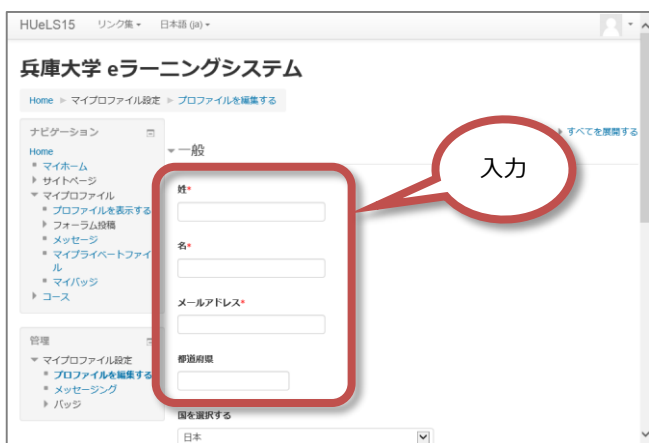 HUeLS15 リンク集 日本語 (ja)
兵庫大学 eラーニングシステム
Home マイプロファイル設定 プロファイルを編集する
すべてを展開する
ナビゲーション
Home
マイホーム
サイトページ
マイプロファイル
プロファイルを表示する
フォーラム投稿
メッセージ
マイプライベートファイ
ル
マイバッジ
コース
管理
マイプロファイル設定
プロファイルを編集する
メッセージング
バッジ
一般
姓*
名*
メールアドレス*
都道府県
国を選択する
日本
入力